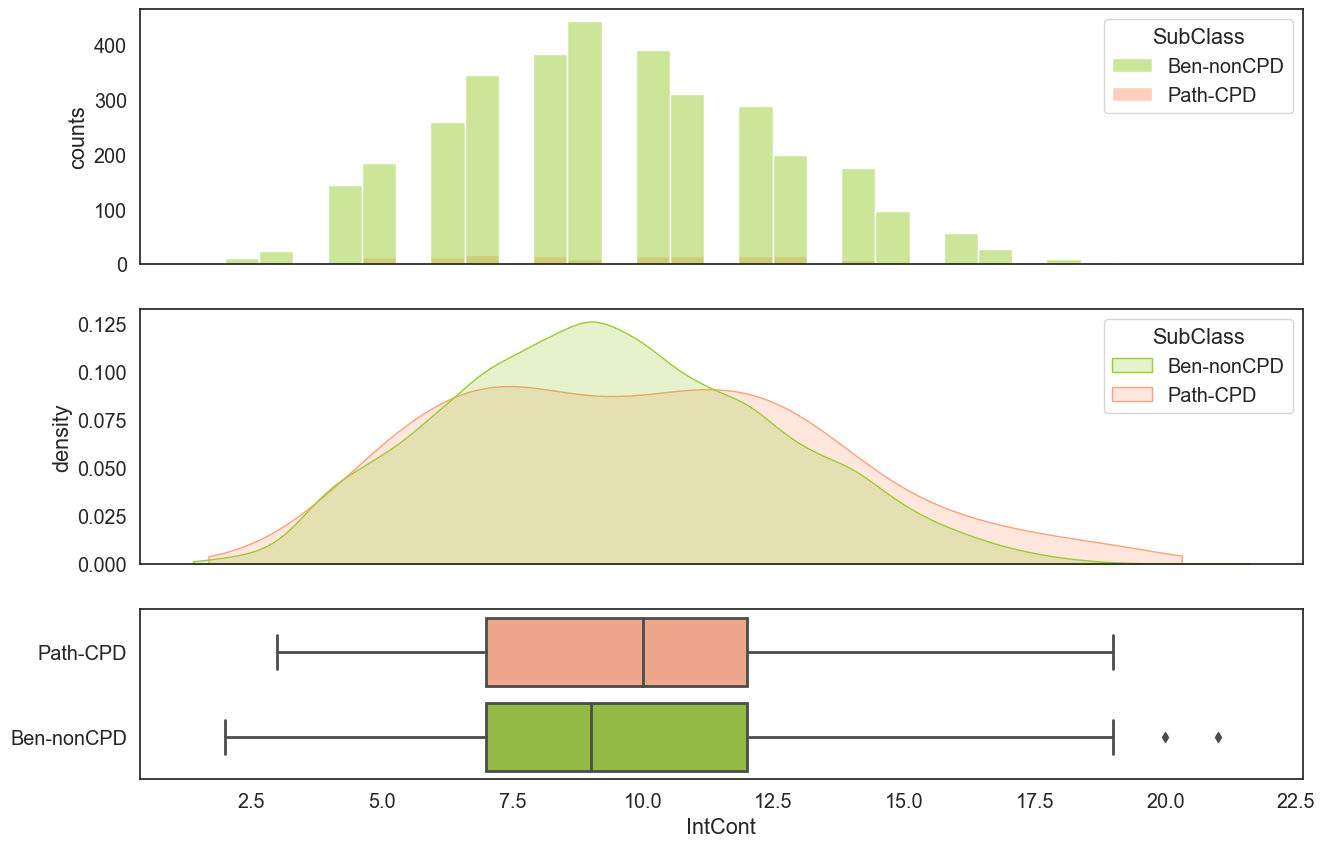 counts
400
300
200
100
0
SubClass
Ben-nonCPD
Path-CPD
density
0.125
0.100
0.075
0.050
0.025
0.000
SubClass
Ben-nonCPD
Path-CPD
Path-CPD
Ben-nonCPD
2.5 5.0 7.5 10.0 12.5 15.0 17.5 20.0 22.5
IntCont